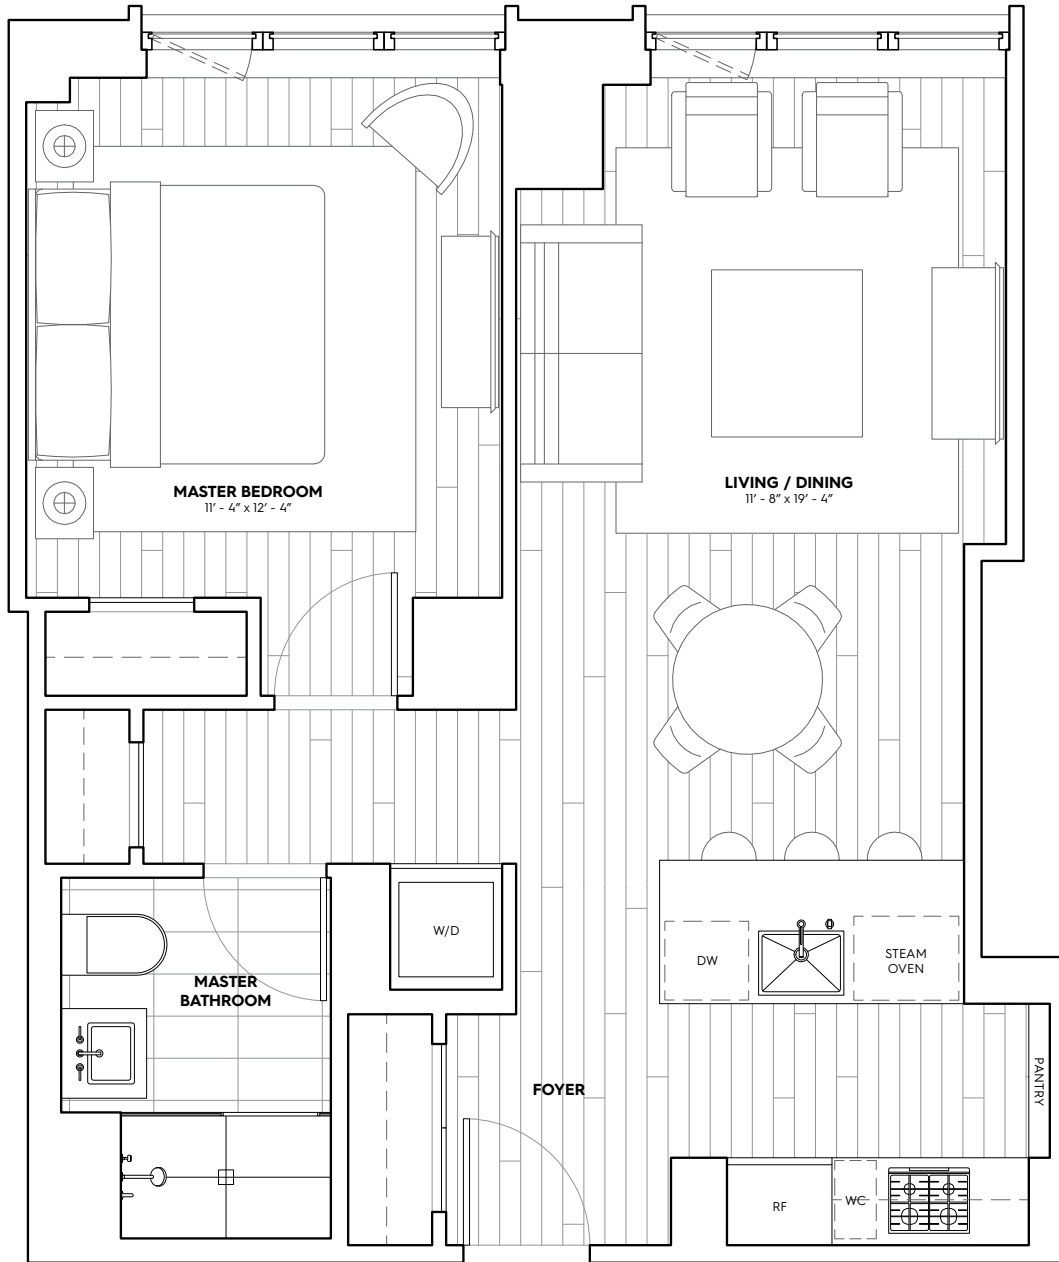 MASTER BEDROOM
11' - 4" x 12' - 4"
LIVING / DINING
11' - 8" x 19' - 4"
W/D
DW
STEAM
OVEN
MASTER
BATHROOM
FOYER
PANTRY
RF
WC